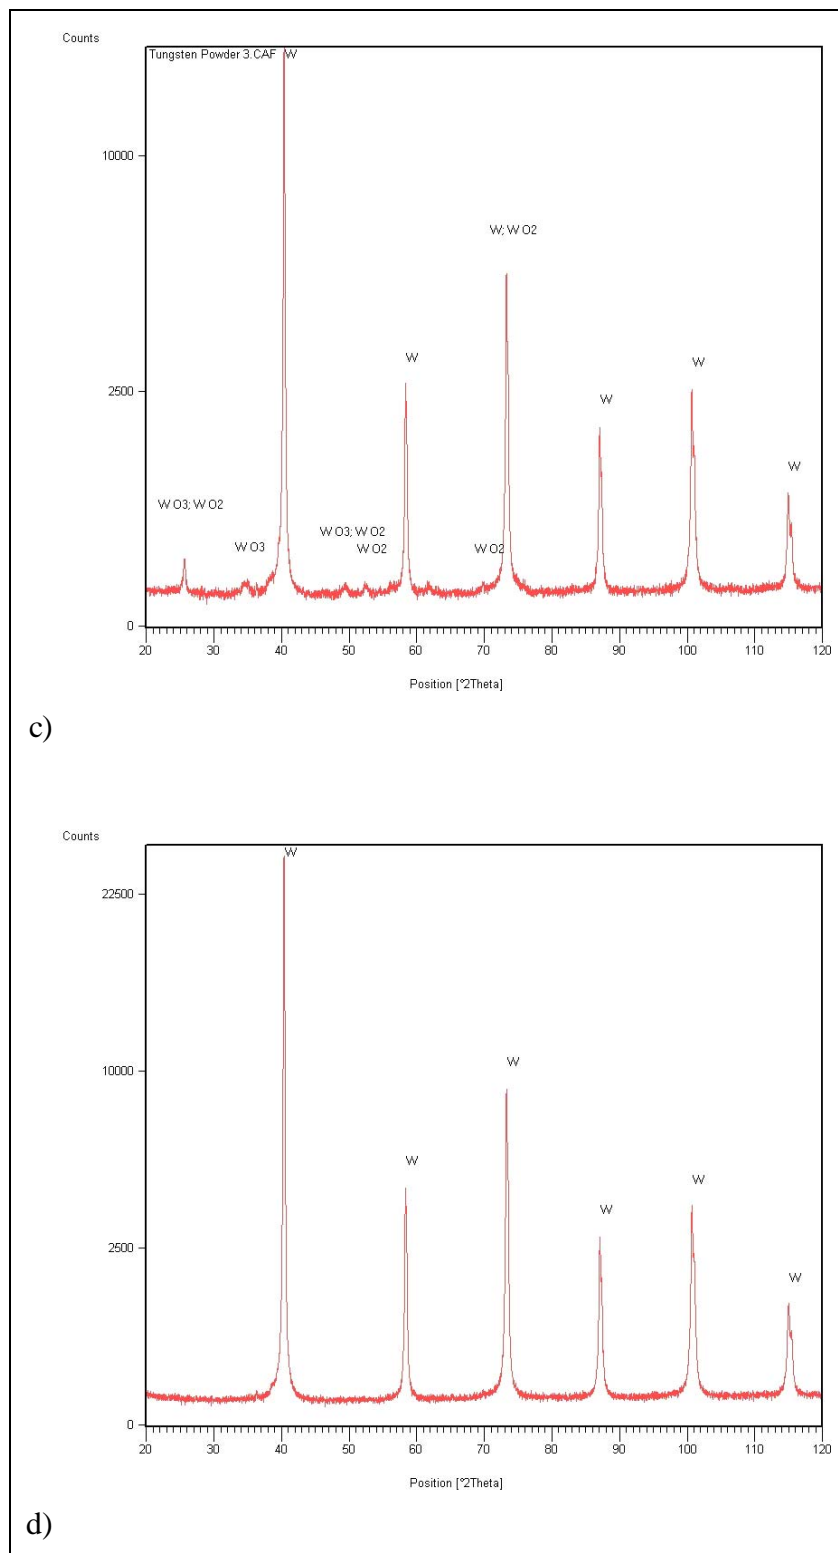 Counts
Tungsten Powder 3.CAF W
10000
W; W O2
W
2500
W
W
W
W O3; W O2
W O3; W O2
W O3
W O2
W O2
0
20 30 40 50 60 70 80 90 100 110 120
Position [°2Theta]
c)
Counts
W
22500
10000
W
W
W
W
2500
W
0
20 30 40 50 60 70 80 90 100 110 120
Position [°2Theta]
d)